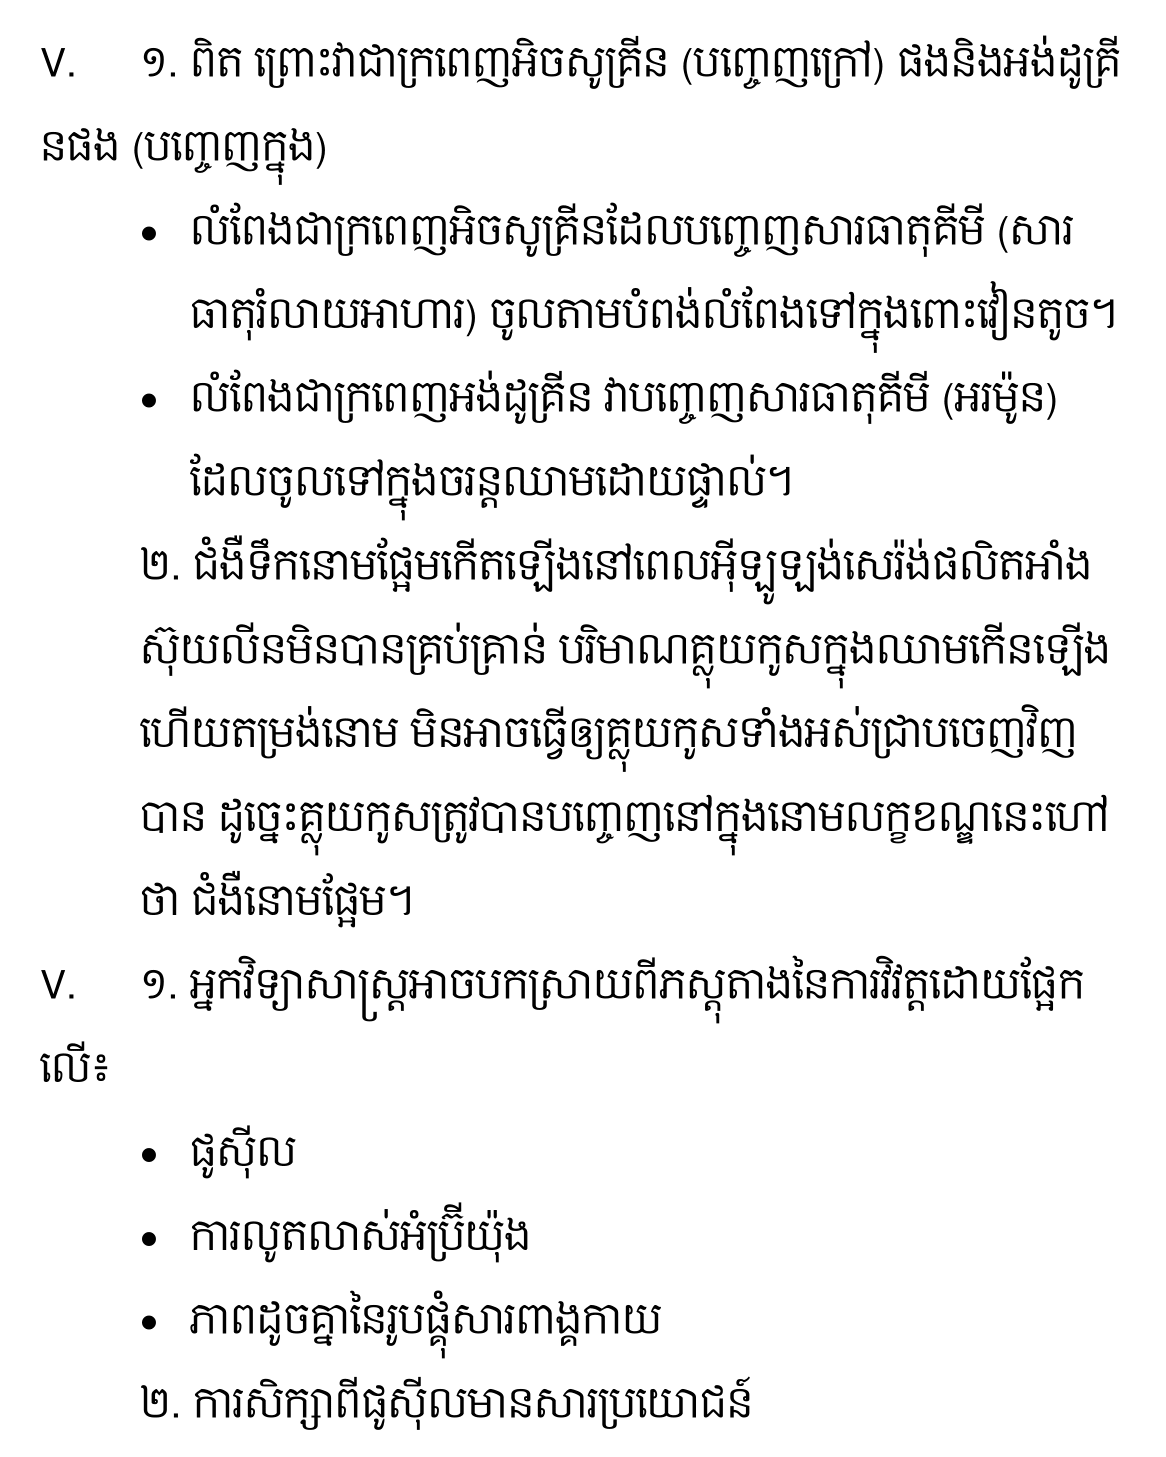 V. ១. ពិត ព្រោះវាជាក្រពេញអិចសូគ្រីន (បញ្ចេញក្រៅ) ផងនិងអង់ដូគ្រី
នផង (បញ្ចេញក្នុង)
• លំពែងជាក្រពេញអិចសូគ្រីនដែលបញ្ចេញសារធាតុគីមី (សារ
ធាតុរំលាយអាហារ) ចូលតាមបំពង់លំពែងទៅក្នុងពោះវៀនតូច។
• លំពែងជាក្រពេញអង់ដូគ្រីន វាបញ្ចេញសារធាតុគីមី (អរម៉ូន)
ដែលចូលទៅក្នុងចរន្តឈាមដោយផ្ទាល់។
២. ជំងឺទឹកនោមផ្អែមកើតឡើងនៅពេលអ៊ីឡូឡង់សេរ៉ង់ផលិតអាំង
ស៊ុយលីនមិនបានគ្រប់គ្រាន់ បរិមាណគ្លុយកូសក្នុងឈាមកើនឡើង
ហើយតម្រង់នោម មិនអាចធ្វើឲ្យគ្លុយកូសទាំងអស់ជ្រាបចេញវិញ
បាន ដូច្នេះគ្លុយកូសត្រូវបានបញ្ចេញនៅក្នុងនោមលក្ខខណ្ឌនេះហៅ
ថា ជំងឺនោមផ្អែម។
V. ១. អ្នកវិទ្យាសាស្ត្រអាចបកស្រាយពីភស្តុតាងនៃការវិវត្តដោយផ្អែក
លើ៖
• ផូស៊ីល
• ការលូតលាស់អំប្រ៊ីយ៉ុង
• ភាពដូចគ្នានៃរូបផ្គុំសារពាង្គកាយ
២. ការសិក្សាពីផូស៊ីលមានសារប្រយោជន៍